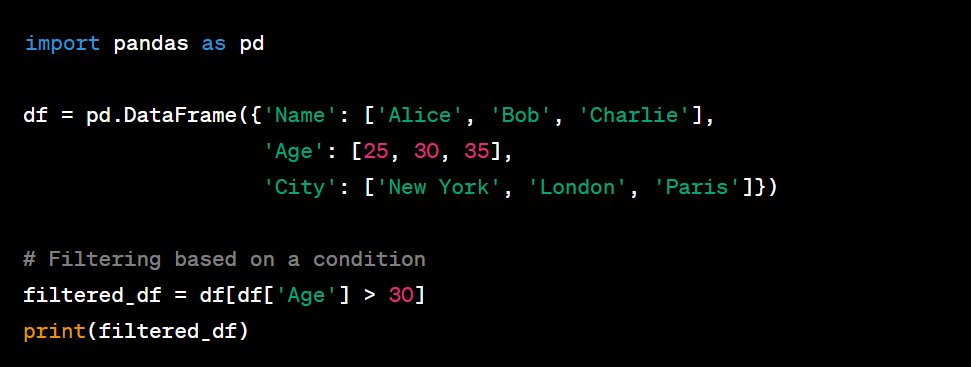 import pandas as pd
df = pd.DataFrame({'Name': ['Alice', 'Bob', 'Charlie'],
                   'Age': [25, 30, 35],
                   'City': ['New York', 'London', 'Paris']})
# Filtering based on a condition
filtered_df = df[df['Age'] > 30]
print(filtered_df)